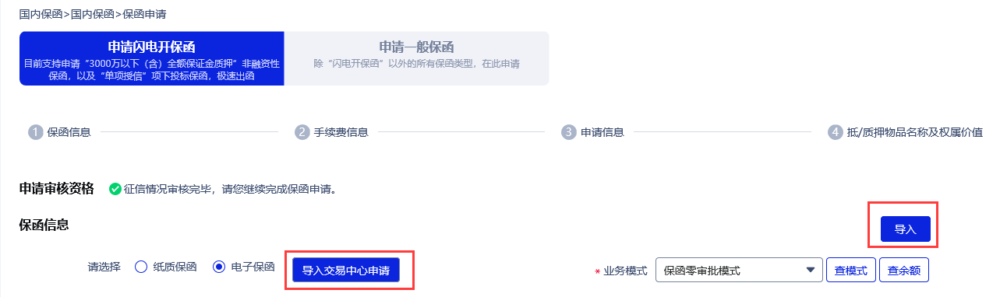 国内保函>国内保函>保函申请
申请闪电开保函
目前支持申请“3000万以下（含）全额保证金质押”非融资性
保函，以及“单项授信”项下投标保函，极速出函
申请一般保函
除“闪电开保函”以外的所有保函类型，在此申请
1 保函信息
2 手续费信息
3 申请信息
4 抵/质押物品名称及权属价值
申请审核资格 征信情况审核完毕，请您继续完成保函申请。
保函信息
导入
请选择 纸质保函 电子保函 导入交易中心申请
* 业务模式 保函零审批模式 查模式 查余额